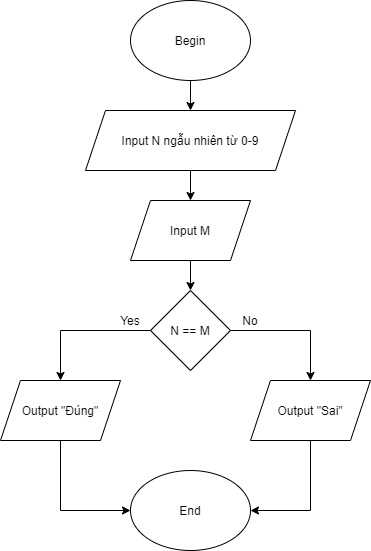 Begin
Input N ngẫu nhiên từ 0-9
Input M
Yes
N == M
No
Output "Đúng"
Output "Sai"
End